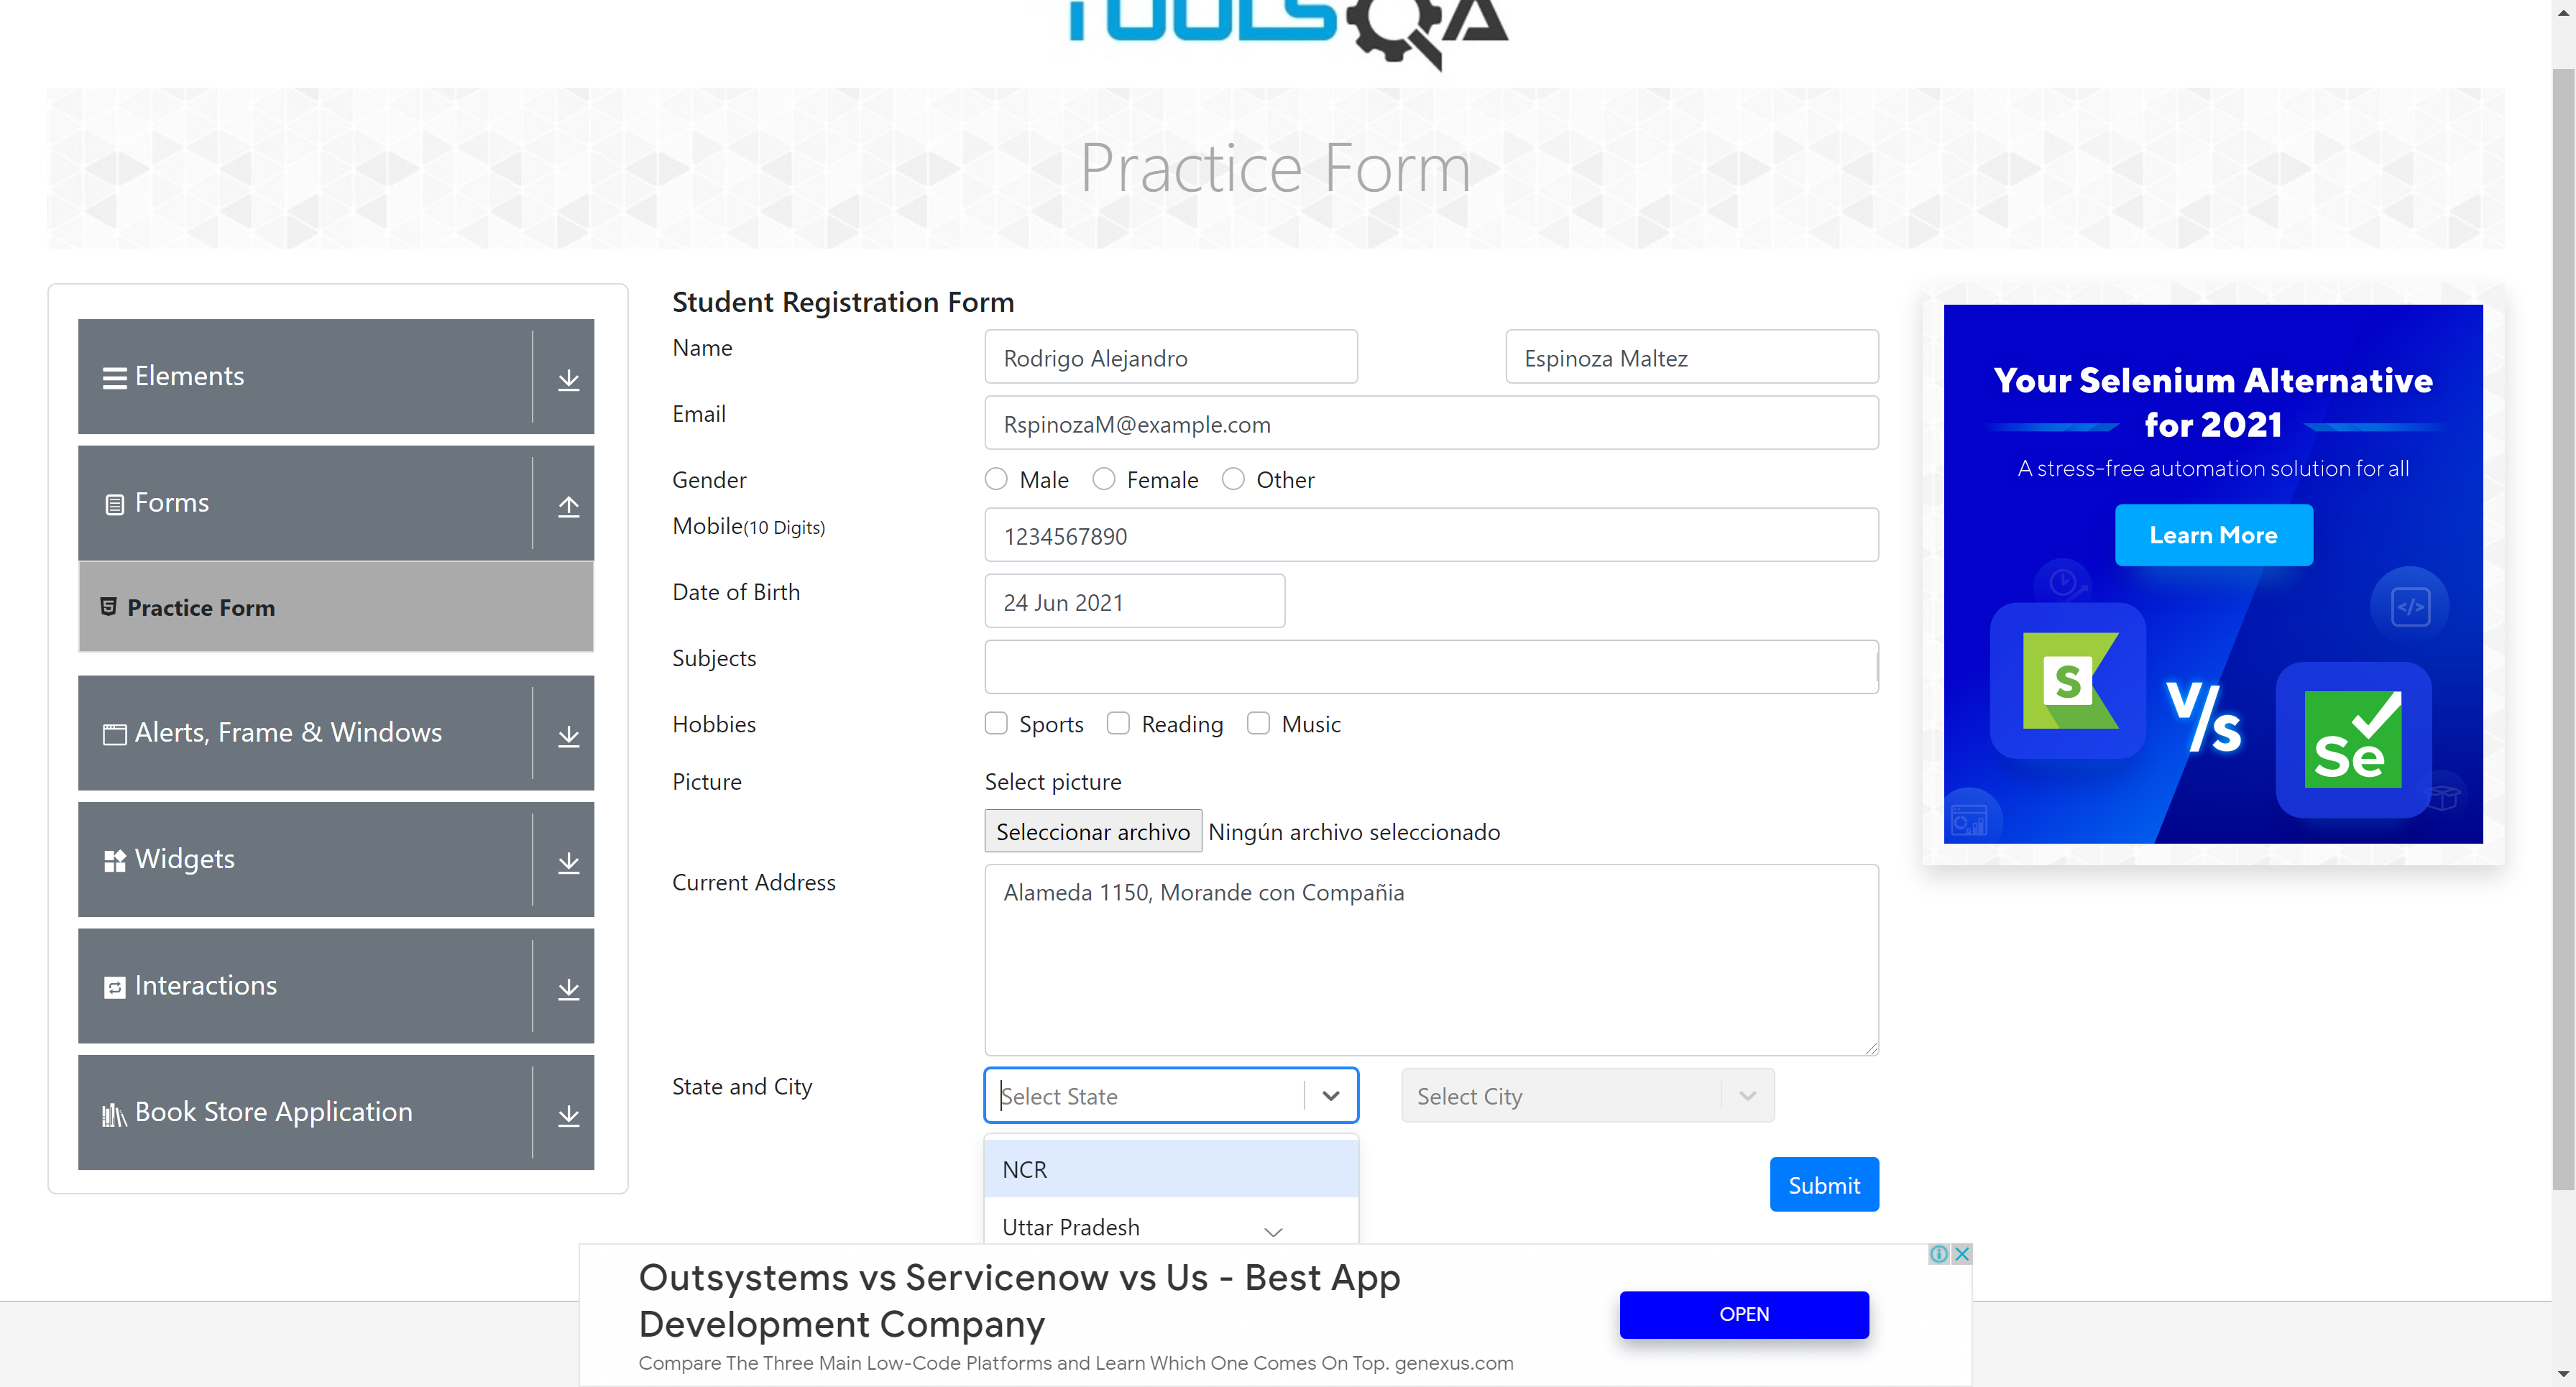 TOOLSQA
Practice Form
Elements
Forms
Practice Form
Alerts, Frame & Windows
Widgets
Interactions
Book Store Application
Student Registration Form
Name
Rodrigo Alejandro
Espinoza Maltez
Email
RspinozaM@example.com
Gender
Male
Female
Other
Mobile(10 Digits)
1234567890
Date of Birth
24 Jun 2021
Subjects
Hobbies
Sports
Reading
Music
Picture
Select picture
Seleccionar archivo
Ningún archivo seleccionado
Current Address
Alameda 1150, Morande con Compañia
State and City
Select State
Select City
NCR
Uttar Pradesh
Submit
Your Selenium Alternative
for 2021
A stress-free automation solution for all
Learn More
S
V/s
Se
</>
Outsystems vs Servicenow vs Us - Best App
Development Company
Compare The Three Main Low-Code Platforms and Learn Which One Comes On Top. genexus.com
OPEN